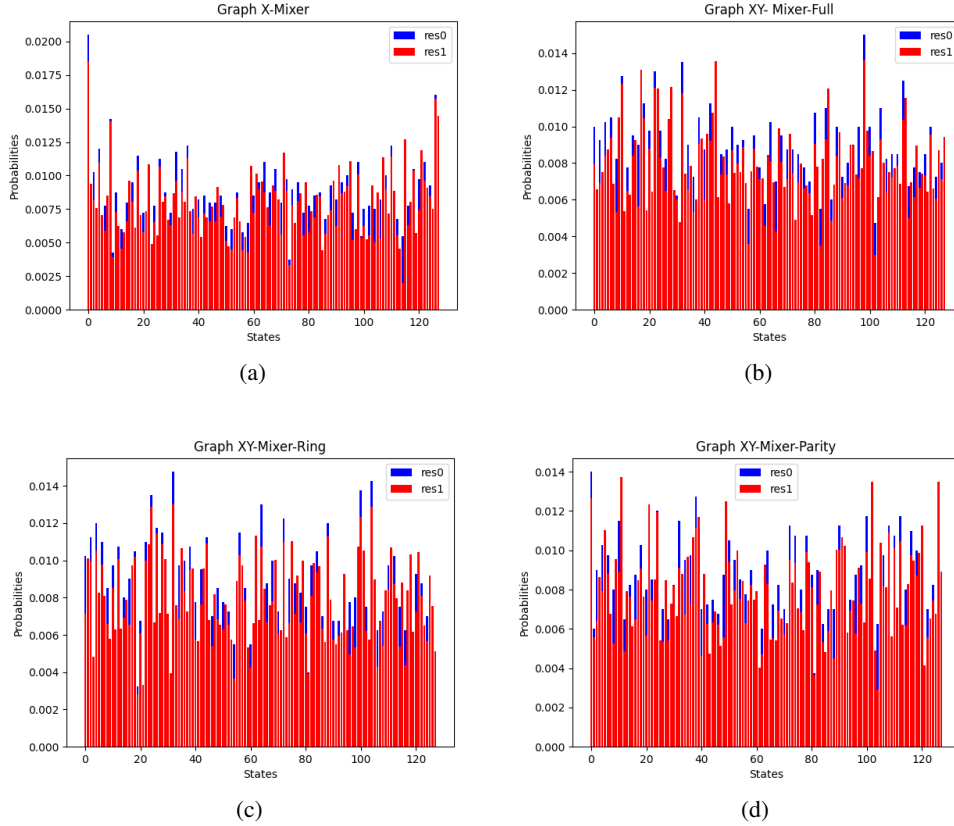 Graph X-Mixer
0.0200
0.0175
0.0150
0.0125
0.0100
0.0075
0.0050
0.0025
0.0000
Probabilities
res0
res1
0 20 40 60 80 100 120
States
(a)
Graph XY- Mixer-Full
0.014
0.012
0.010
0.008
0.006
0.004
0.002
0.000
Probabilities
res0
res1
0 20 40 60 80 100 120
States
(b)
Graph XY-Mixer-Ring
0.014
0.012
0.010
0.008
0.006
0.004
0.002
0.000
Probabilities
res0
res1
0 20 40 60 80 100 120
States
(c)
Graph XY-Mixer-Parity
0.014
0.012
0.010
0.008
0.006
0.004
0.002
0.000
Probabilities
res0
res1
0 20 40 60 80 100 120
States
(d)